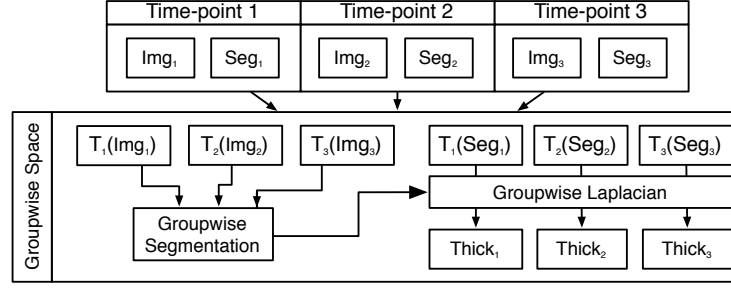 Time-point 1 Time-point 2 Time-point 3
Img₁ Seg₁ Img₂ Seg₂ Img₃ Seg₃
Groupwise Space
T₁(Img₁) T₂(Img₂) T₃(Img₃) T₁(Seg₁) T₂(Seg₂) T₃(Seg₃)
Groupwise Laplacian
Groupwise
Segmentation
Thick₁ Thick₂ Thick₃